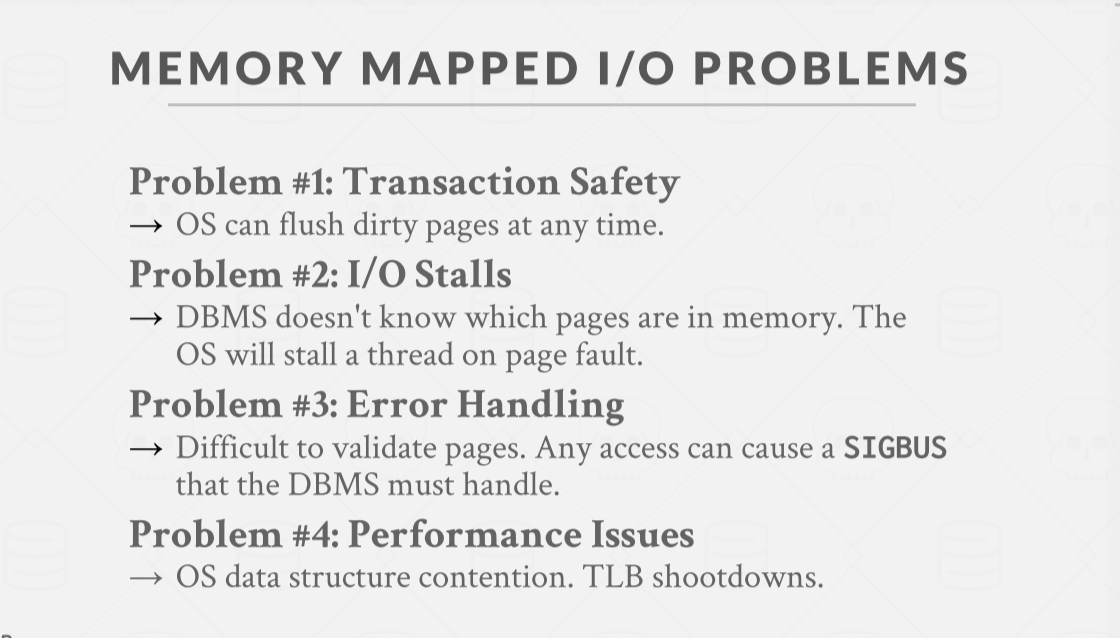 MEMORY MAPPED I/O PROBLEMS
Problem #1: Transaction Safety
→ OS can flush dirty pages at any time.
Problem #2: I/O Stalls
→ DBMS doesn't know which pages are in memory. The
OS will stall a thread on page fault.
Problem #3: Error Handling
→ Difficult to validate pages. Any access can cause a SIGBUS
that the DBMS must handle.
Problem #4: Performance Issues
→ OS data structure contention. TLB shootdowns.